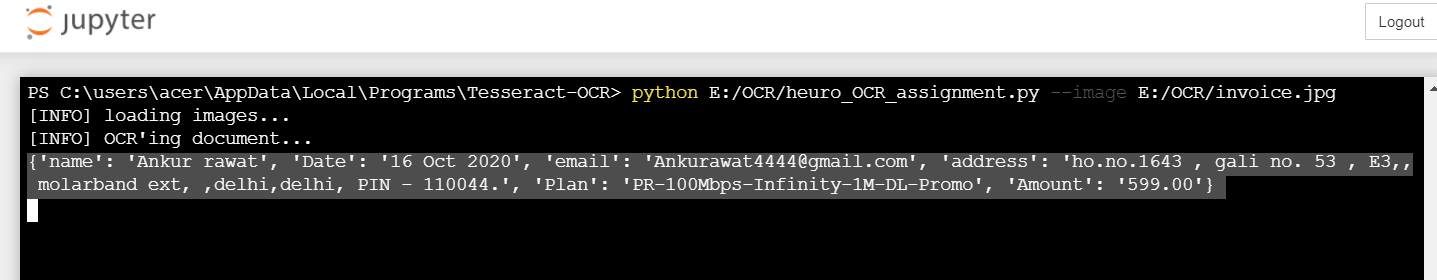 jupyter
Logout
PS C:\users\acer\AppData\Local\Programs\Tesseract-OCR> python E:/OCR/heuro_OCR_assignment.py --image E:/OCR/invoice.jpg
[INFO] loading images...
[INFO] OCR'ing document...
{'name': 'Ankur rawat', 'Date': '16 Oct 2020', 'email': 'Ankurawat4444@gmail.com', 'address': 'ho.no.1643 , gali no. 53 , E3,,
molarband ext, ,delhi,delhi, PIN - 110044.', 'Plan': 'PR-100Mbps-Infinity-1M-DL-Promo', 'Amount': '599.00'}